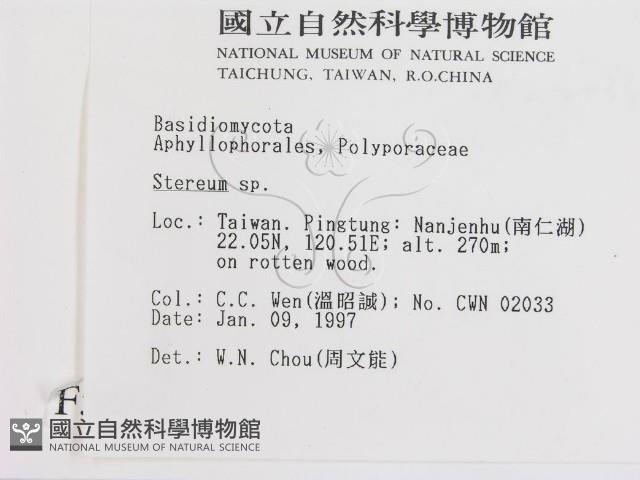 國立自然科學博物館
NATIONAL MUSEUM OF NATURAL SCIENCE
TAICHUNG, TAIWAN, R.O.CHINA
Basidiomycota
Aphyllophorales, Polyporaceae
Stereum sp.
Loc.: Taiwan. Pingtung: Nanjenhu(南仁湖)
22.05N, 120.51E; alt. 270m;
on rotten wood.
Col.: C.C. Wen(溫昭誠); No. CWN 02033
Date: Jan. 09, 1997
Det.: W.N. Chou(周文能)
F
國立自然科學博物館
NATIONAL MUSEUM OF NATURAL SCIENCE